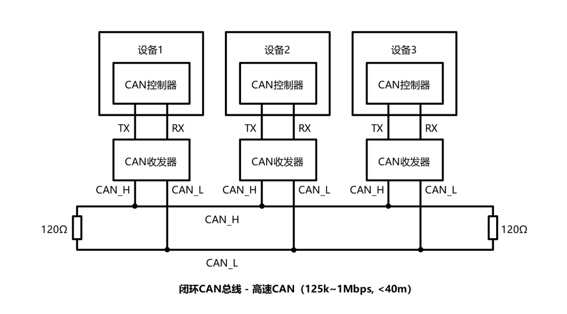 设备1
设备2
设备3
CAN控制器
CAN控制器
CAN控制器
TX
RX
TX
RX
TX
RX
CAN收发器
CAN收发器
CAN收发器
CAN_H
CAN_L
CAN_H
CAN_L
CAN_H
CAN_L
CAN_H
120Ω
120Ω
CAN_L
闭环CAN总线 - 高速CAN（125k~1Mbps, <40m）